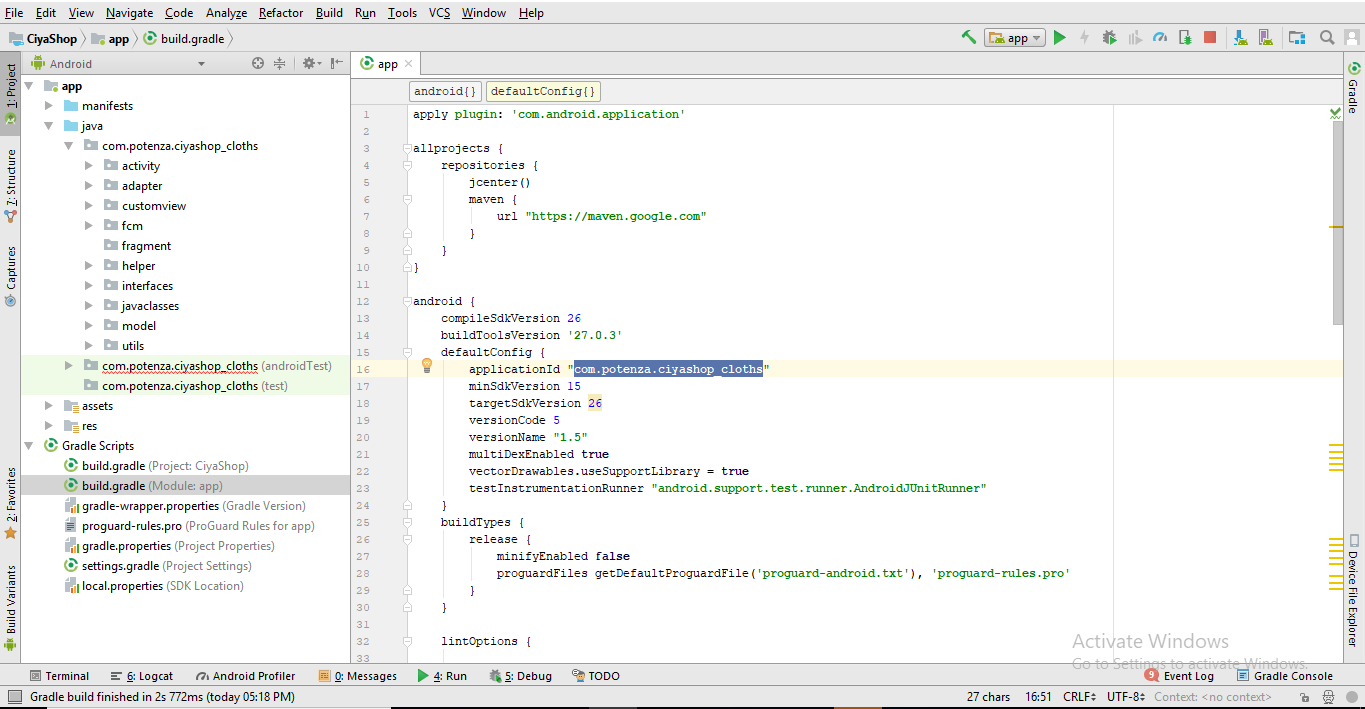 File Edit View Navigate Code Analyze Refactor Build Run Tools VCS Window Help
CiyaShop app build.gradle app
1: Project
7: Structure
Captures
2: Favorites
Build Variants
Android
app
manifests
java
com.potenza.ciyashop_cloths
activity
adapter
customview
fcm
fragment
helper
interfaces
javaclasses
model
utils
com.potenza.ciyashop_cloths (androidTest)
com.potenza.ciyashop_cloths (test)
assets
res
Gradle Scripts
build.gradle (Project: CiyaShop)
build.gradle (Module: app)
gradle-wrapper.properties (Gradle Version)
proguard-rules.pro (ProGuard Rules for app)
gradle.properties (Project Properties)
settings.gradle (Project Settings)
local.properties (SDK Location)
app
android{} defaultConfig{}
1 apply plugin: 'com.android.application'
2
3 allprojects {
4 repositories {
5 jcenter()
6 maven {
7 url "https://maven.google.com"
8 }
9 }
10 }
11
12 android {
13 compileSdkVersion 26
14 buildToolsVersion '27.0.3'
15 defaultConfig {
16 applicationId "com.potenza.ciyashop_cloths"
17 minSdkVersion 15
18 targetSdkVersion 26
19 versionCode 5
20 versionName "1.5"
21 multiDexEnabled true
22 vectorDrawables.useSupportLibrary = true
23 testInstrumentationRunner "android.support.test.runner.AndroidJUnitRunner"
24 }
25 buildTypes {
26 release {
27 minifyEnabled false
28 proguardFiles getDefaultProguardFile('proguard-android.txt'), 'proguard-rules.pro'
29 }
30 }
31
32 lintOptions {
33
Gradle
Device File Explorer
Activate Windows
Go to Settings to activate Windows.
Terminal 6: Logcat Android Profiler 0: Messages 4: Run 5: Debug TODO 9 Event Log Gradle Console
Gradle build finished in 2s 772ms (today 05:18 PM) 27 chars 16:51 CRLF UTF-8 Context: <no context>